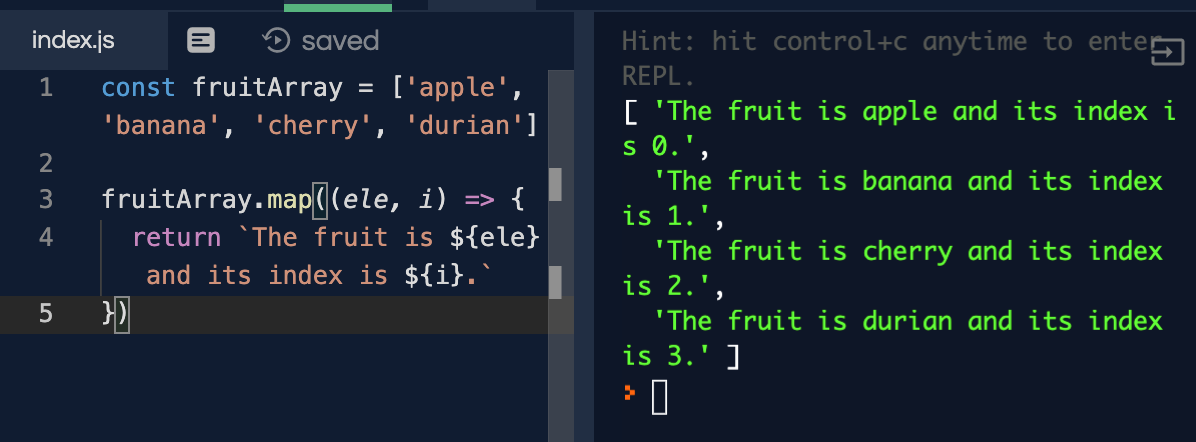 index.js
saved
1 const fruitArray = ['apple',
'banana', 'cherry', 'durian']
2
3 fruitArray.map((ele, i) => {
4 return `The fruit is ${ele}
and its index is ${i}.`
5 })
Hint: hit control+c anytime to enter
REPL.
[ 'The fruit is apple and its index i
s 0.',
'The fruit is banana and its index
is 1.',
'The fruit is cherry and its index
is 2.',
'The fruit is durian and its index
is 3.' ]